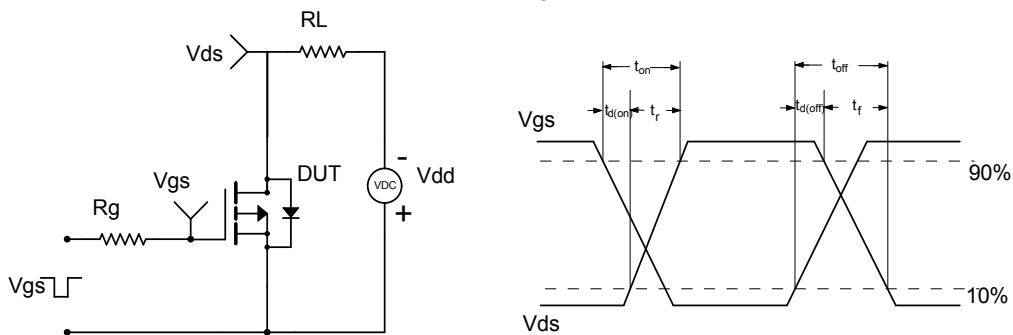 RL
Vds
DUT
VDC
-
Vdd
+
Vgs
Rg
Vgs
ton
toff
td(on)
tr
td(off)
tf
Vgs
90%
10%
Vds